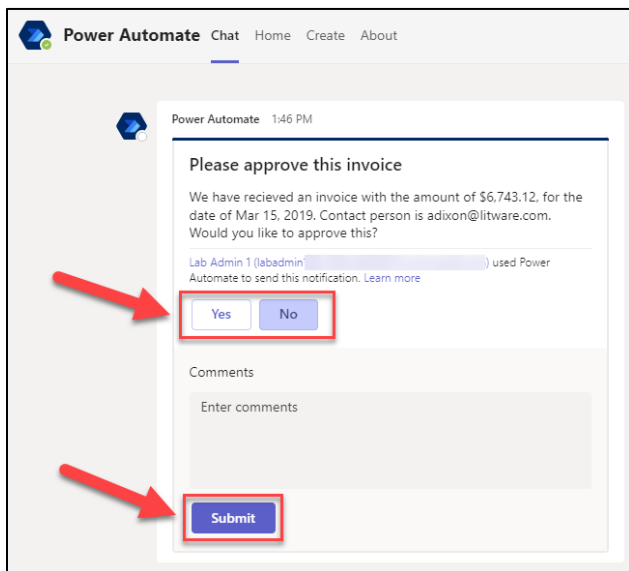 Power Automate Chat Home Create About
Power Automate 1:46 PM
Please approve this invoice
We have recieved an invoice with the amount of $6,743.12, for the
date of Mar 15, 2019. Contact person is adixon@litware.com.
Would you like to approve this?
Lab Admin 1 (labadmin ) used Power
Automate to send this notification. Learn more
Yes No
Comments
Enter comments
Submit